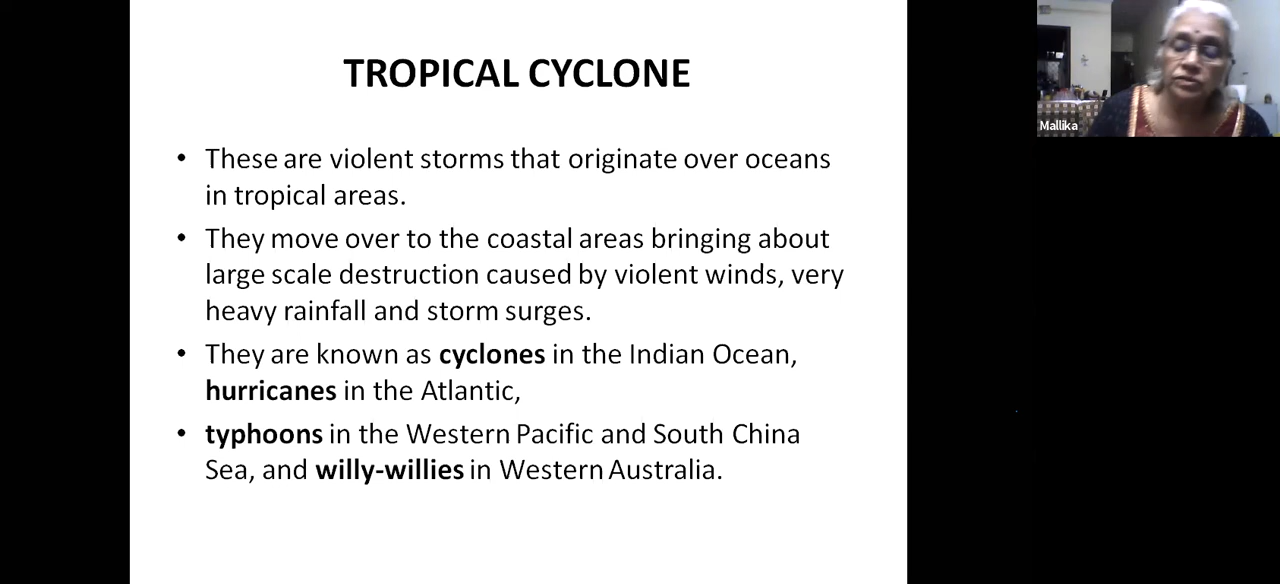 TROPICAL CYCLONE
• These are violent storms that originate over oceans
in tropical areas.
• They move over to the coastal areas bringing about
large scale destruction caused by violent winds, very
heavy rainfall and storm surges.
• They are known as cyclones in the Indian Ocean,
hurricanes in the Atlantic,
• typhoons in the Western Pacific and South China
Sea, and willy-willies in Western Australia.
Mallika